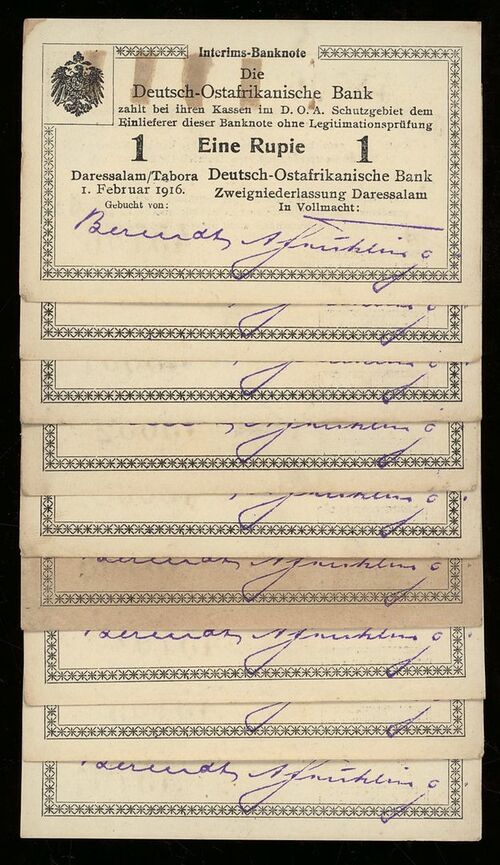 Interims-Banknote
Die
Deutsch-Ostafrikanische Bank
zahlt bei ihren Kassen im D. O. A. Schutzgebiet dem
Einlieferer dieser Banknote ohne Legitimationsprüfung
1 Eine Rupie 1
Daressalam/Tabora
1. Februar 1916.
Gebucht von:
Deutsch-Ostafrikanische Bank
Zweigniederlassung Daressalam
In Vollmacht:
Berendt